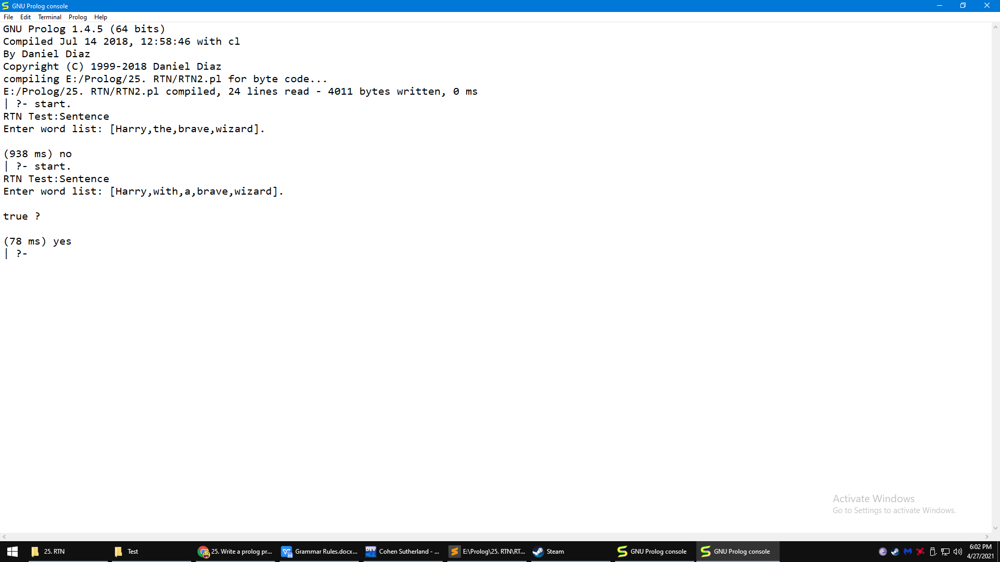 GNU Prolog console
File Edit Terminal Prolog Help
GNU Prolog 1.4.5 (64 bits)
Compiled Jul 14 2018, 12:58:46 with cl
By Daniel Diaz
Copyright (C) 1999-2018 Daniel Diaz
compiling E:/Prolog/25. RTN/RTN2.pl for byte code...
E:/Prolog/25. RTN/RTN2.pl compiled, 24 lines read - 4011 bytes written, 0 ms
| ?- start.
RTN Test:Sentence
Enter word list: [Harry,the,brave,wizard].
(938 ms) no
| ?- start.
RTN Test:Sentence
Enter word list: [Harry,with,a,brave,wizard].
true ?
(78 ms) yes
| ?-
Activate Windows
Go to Settings to activate Windows.
25. RTN Test 25. Write a prolog pr... Grammar Rules.docx... Cohen Sutherland - ... E:\Prolog\25. RTN\RT... Steam GNU Prolog console GNU Prolog console 6:02 PM
4/27/2021